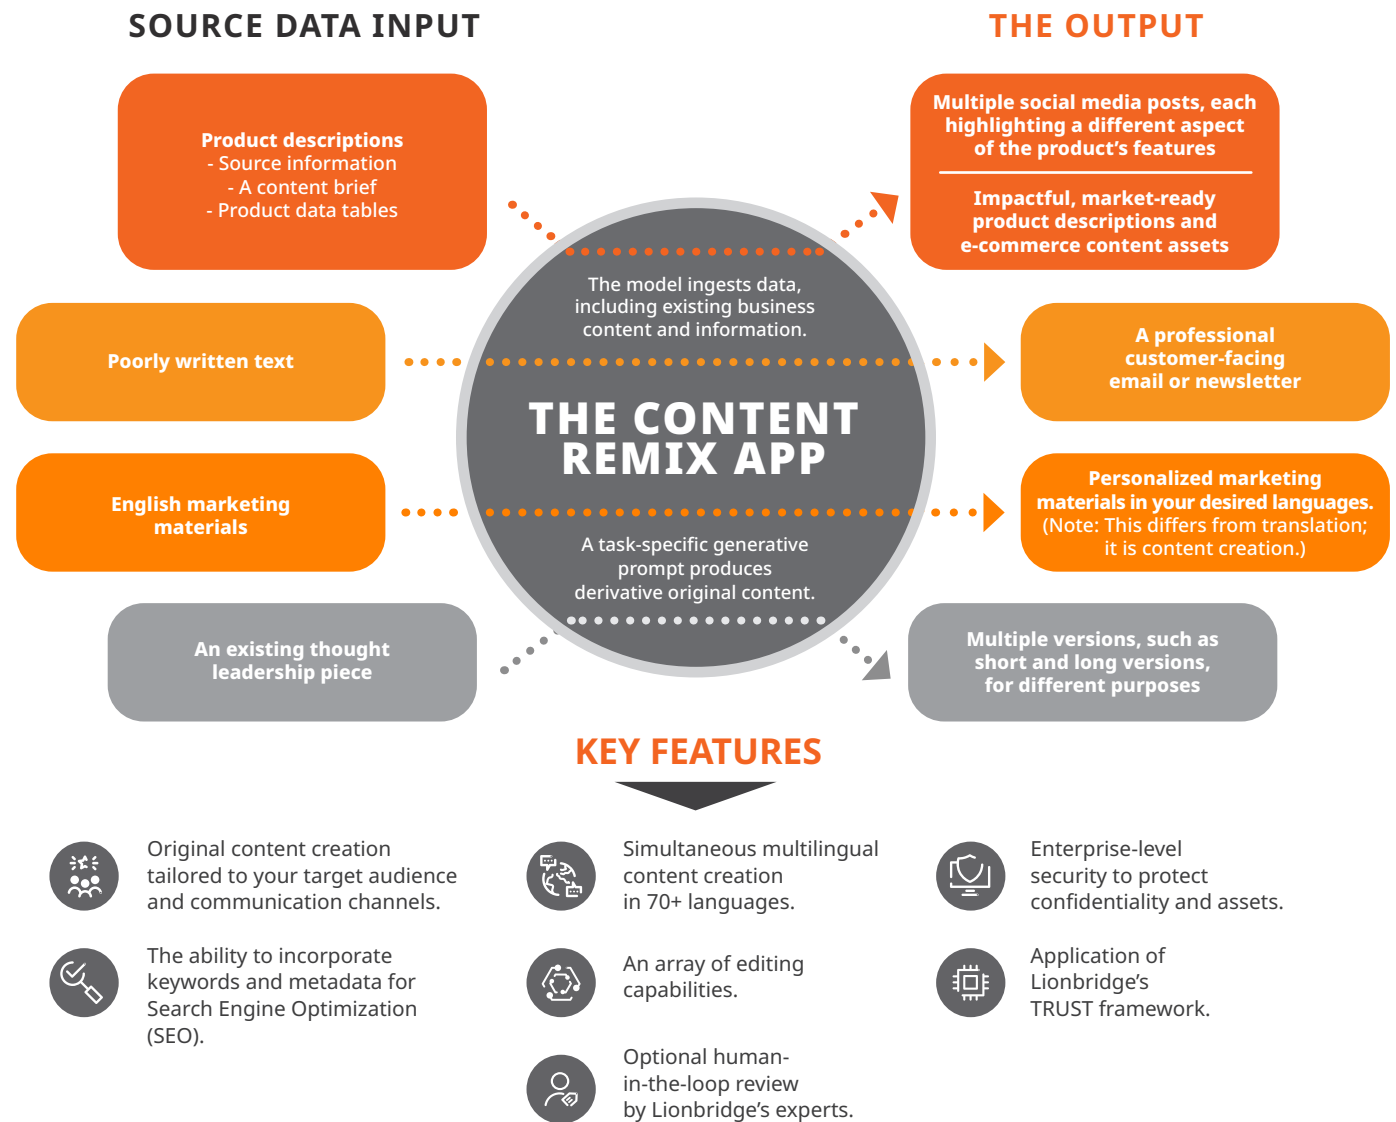 SOURCE DATA INPUT
THE OUTPUT
Product descriptions
- Source information
- A content brief
- Product data tables
Multiple social media posts, each
highlighting a different aspect
of the product’s features
Impactful, market-ready
product descriptions and
e-commerce content assets
The model ingests data,
including existing business
content and information.
Poorly written text
A professional
customer-facing
email or newsletter
THE CONTENT
REMIX APP
English marketing
materials
Personalized marketing
materials in your desired languages.
(Note: This differs from translation;
it is content creation.)
A task-specific generative
prompt produces
derivative original content.
An existing thought
leadership piece
Multiple versions, such as
short and long versions,
for different purposes
KEY FEATURES
Original content creation
tailored to your target audience
and communication channels.
The ability to incorporate
keywords and metadata for
Search Engine Optimization
(SEO).
Simultaneous multilingual
content creation
in 70+ languages.
An array of editing
capabilities.
Optional human-
in-the-loop review
by Lionbridge’s experts.
Enterprise-level
security to protect
confidentiality and assets.
Application of
Lionbridge’s
TRUST framework.